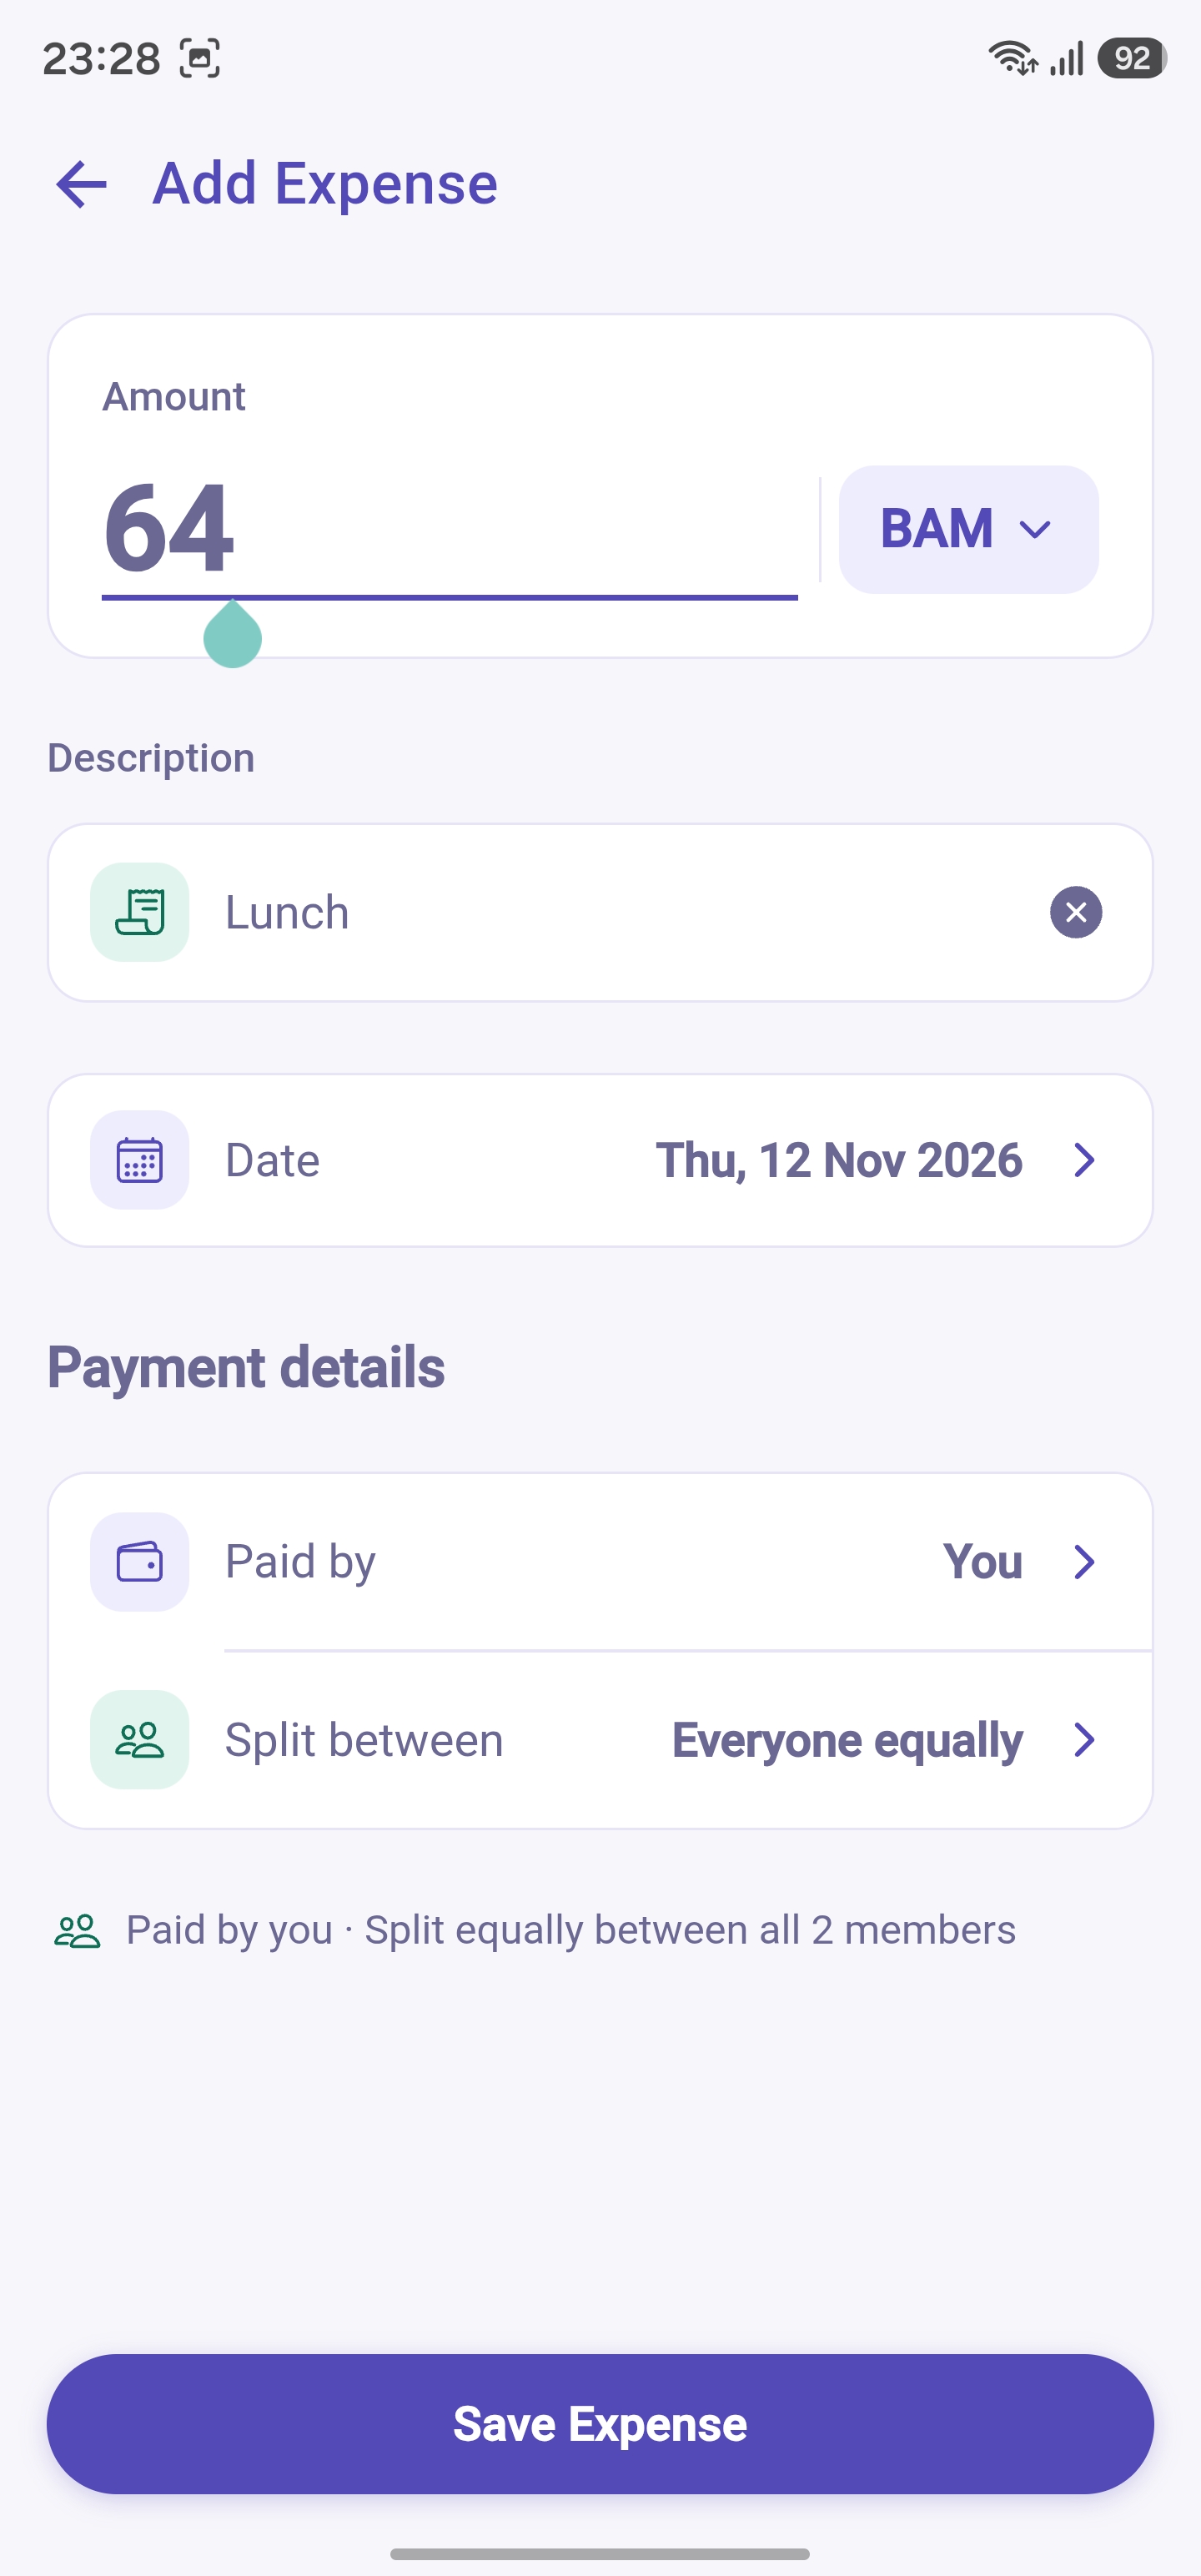 23:28
92
Add Expense
Amount
64
BAM
Description
Lunch
Date
Thu, 12 Nov 2026
Payment details
Paid by
You
Split between
Everyone equally
Paid by you · Split equally between all 2 members
Save Expense